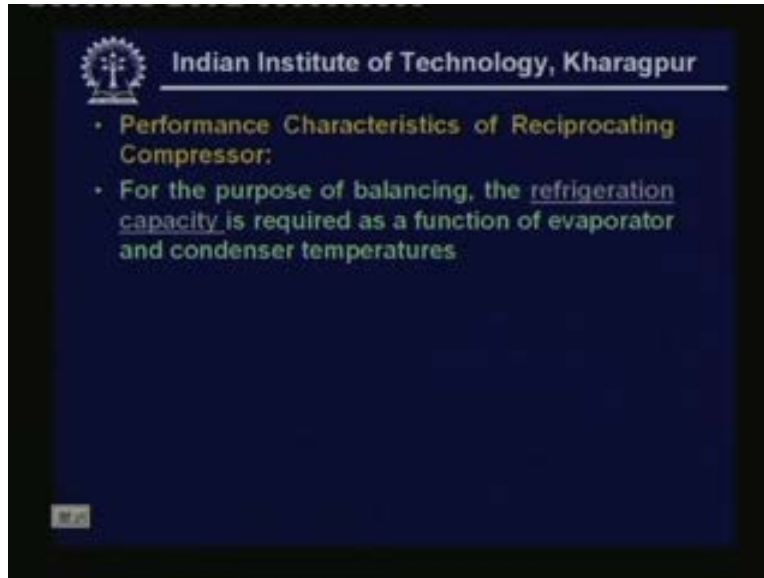 Indian Institute of Technology, Kharagpur
• Performance Characteristics of Reciprocating
Compressor:
• For the purpose of balancing, the refrigeration
capacity is required as a function of evaporator
and condenser temperatures